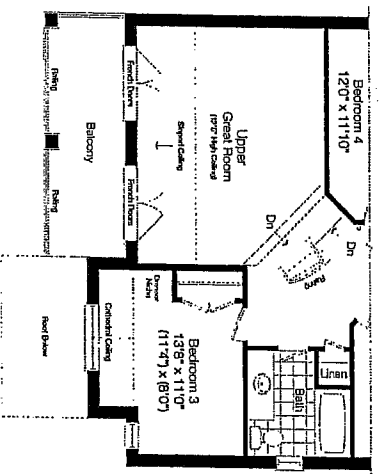 Bedroom 4
12'0" x 11'10"
Upper
Great Room
(15'0" High Ceiling)
Sloped Ceiling
French Doors
French Doors
Balcony
Railing
Railing
Dn
Dn
Railing
Linen
Bath
Bedroom 3
13'8" x 11'0"
(11'4") x (8'0")
Dresser
Niche
Cathedral Ceiling
Roof Below